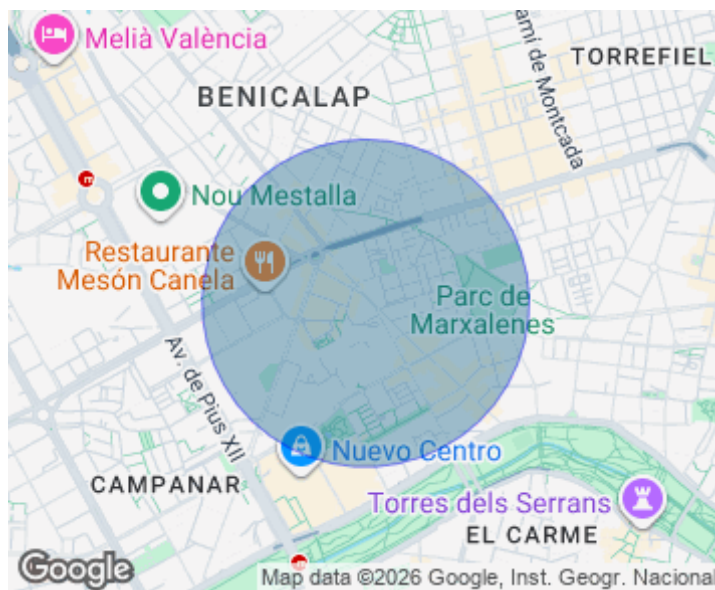 Melià València
TORREFIEL
BENICALAP
amí de Montcada
Nou Mestalla
Restaurante
Mesón Canela
Parc de
Marxalenes
Av. de Pius XII
Nuevo Centro
CAMPANAR
Torres dels Serrans
EL CARME
Google
Map data ©2026 Google, Inst. Geogr. Nacional